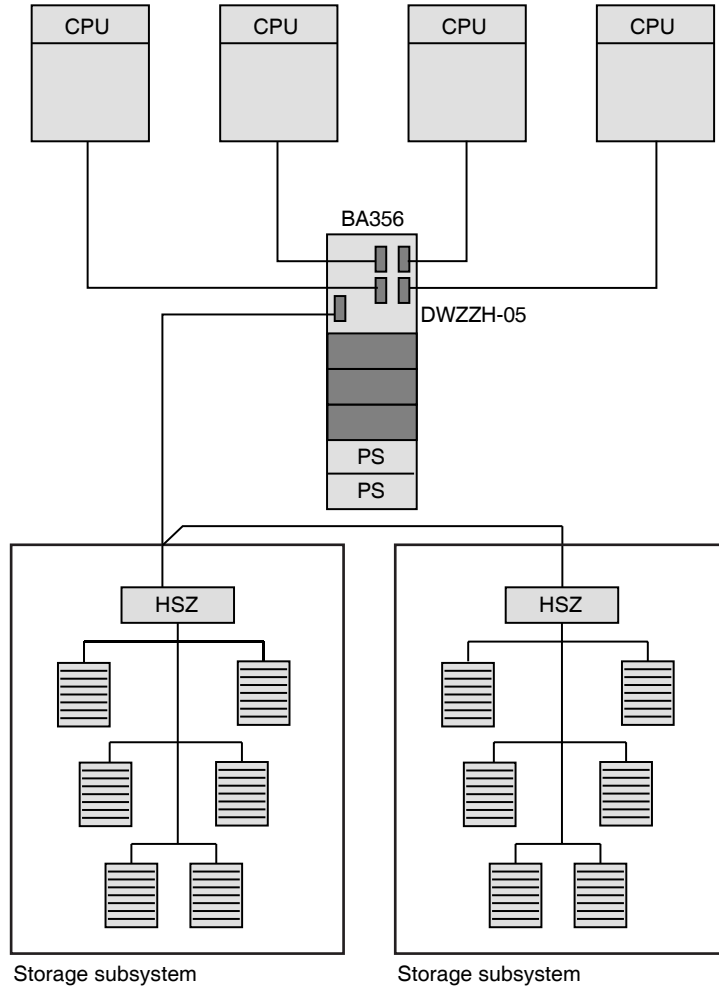 CPU
CPU
CPU
CPU
BA356
DWZZH-05
PS
PS
HSZ
HSZ
Storage subsystem
Storage subsystem